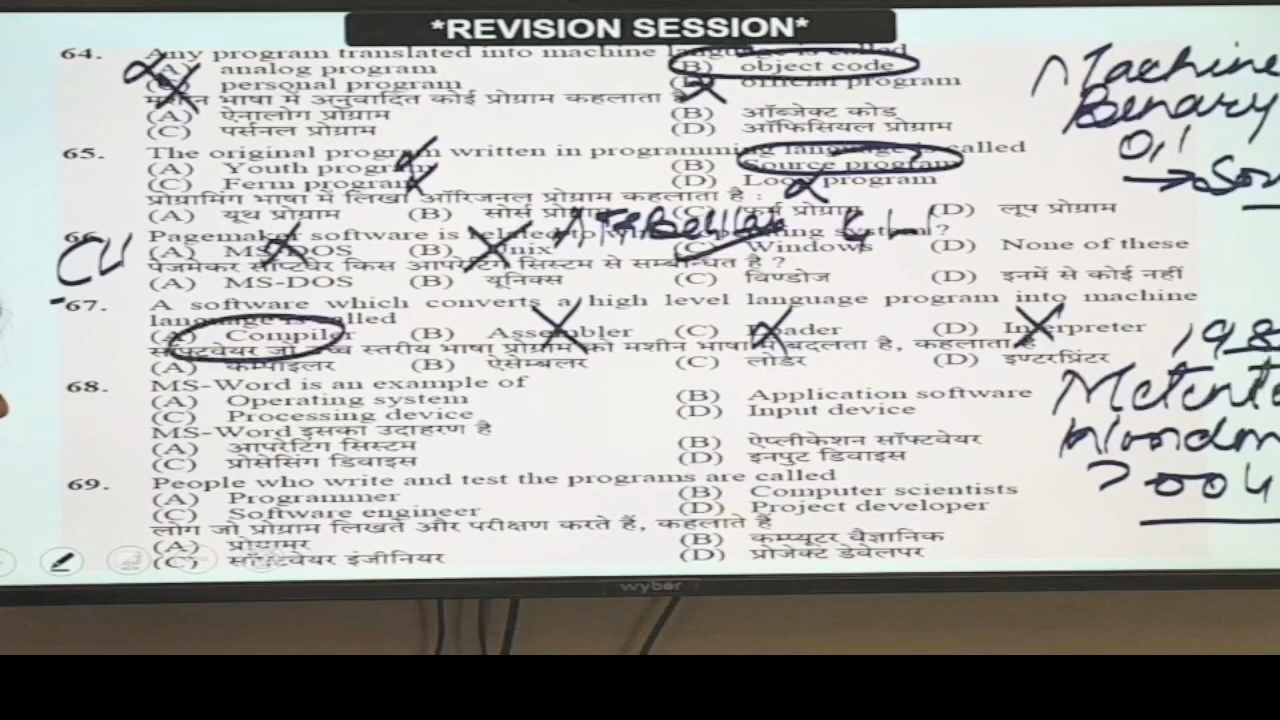 *REVISION SESSION*
64. Any program translated into machine language is called
(A) analog program (B) object code
(C) personal program (D) official program
मशीन भाषा में अनुवादित कोई प्रोग्राम कहलाता है
(A) ऐनालोग प्रोग्राम (B) ऑब्जेक्ट कोड
(C) पर्सनल प्रोग्राम (D) ऑफिसियल प्रोग्राम
65. The original program written in programming language is called
(A) Youth program (B) Source program
(C) Ferm program (D) Loop program
प्रोग्रामिंग भाषा में लिखा ऑरिजनल प्रोग्राम कहलाता है :
(A) यूथ प्रोग्राम (B) सोर्स प्रोग्राम (C) फर्म प्रोग्राम (D) लूप प्रोग्राम
66. Pagemaker software is related to operating system ?
(A) MS-DOS (B) Unix (C) Windows (D) None of these
पेजमेकर सॉफ्टवेर किस आपरेटिंग सिस्टम से सम्बन्धित है ?
(A) MS-DOS (B) यूनिक्स (C) विण्डोज (D) इनमें से कोई नहीं
67. A software which converts a high level language program into machine
language is called
(A) Compiler (B) Assembler (C) Loader (D) Interpreter
सॉफ्टवेयर जो उच्च स्तरीय भाषा प्रोग्राम को मशीन भाषा में बदलता है, कहलाता है
(A) कम्पाइलर (B) ऐसेम्बलर (C) लोडर (D) इण्टरप्रिंटर
68. MS-Word is an example of
(A) Operating system (B) Application software
(C) Processing device (D) Input device
MS-Word इसका उदाहरण है
(A) आपरेटिंग सिस्टम (B) ऐप्लीकेशन सॉफ्टवेयर
(C) प्रोसेसिंग डिवाइस (D) इनपुट डिवाइस
69. People who write and test the programs are called
(A) Programmer (B) Computer scientists
(C) Software engineer (D) Project developer
लोग जो प्रोग्राम लिखते और परीक्षण करते हैं, कहलाते हैं
(A) प्रोग्रामर (B) कम्प्यूटर वैज्ञानिक
(C) सॉफ्टवेयर इंजीनियर (D) प्रोजेक्ट डेवेलपर
Machine
Benary
0,1
CU
2004
wyber